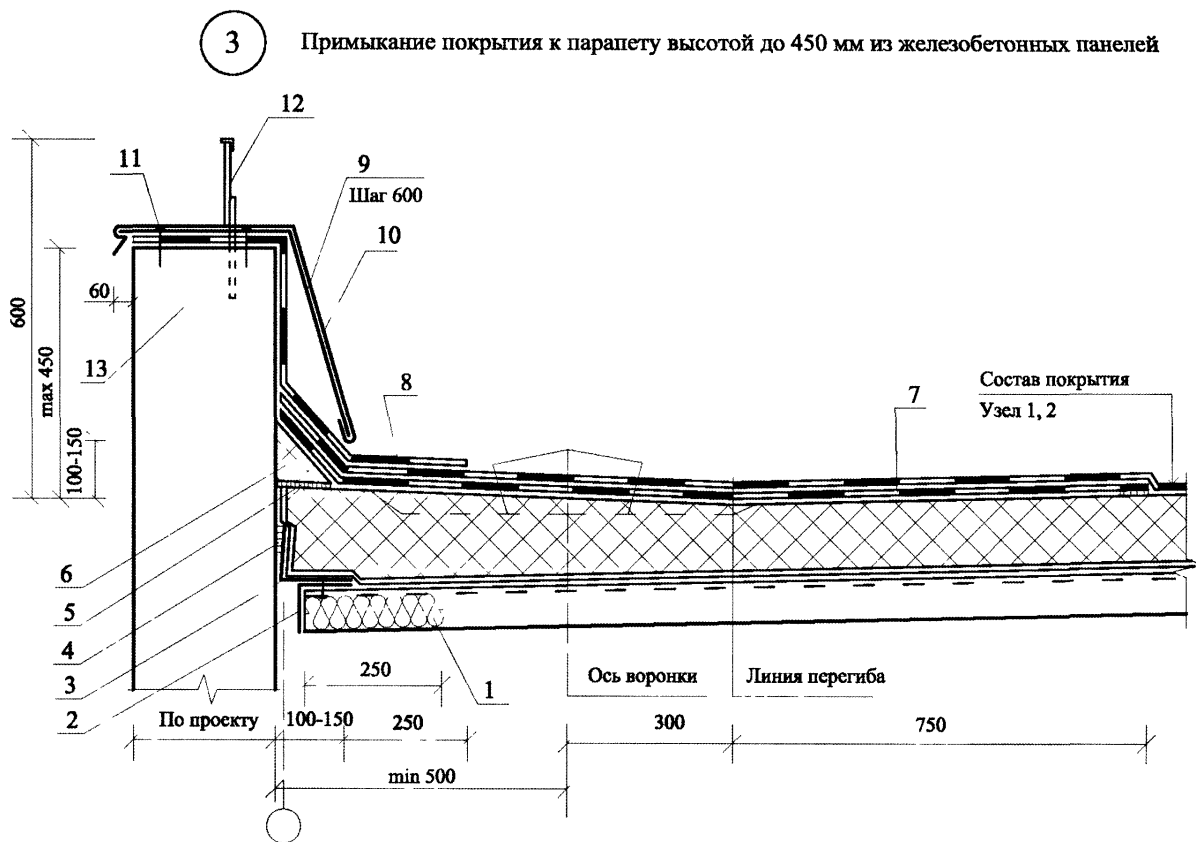 3
Примыкание покрытия к парапету высотой до 450 мм из железобетонных панелей
12
11
9
Шаг 600
10
60
600
max 450
13
100-150
8
7
Состав покрытия
Узел 1, 2
6
5
4
3
2
250
1
Ось воронки
Линия перегиба
По проекту
100-150
250
300
750
min 500